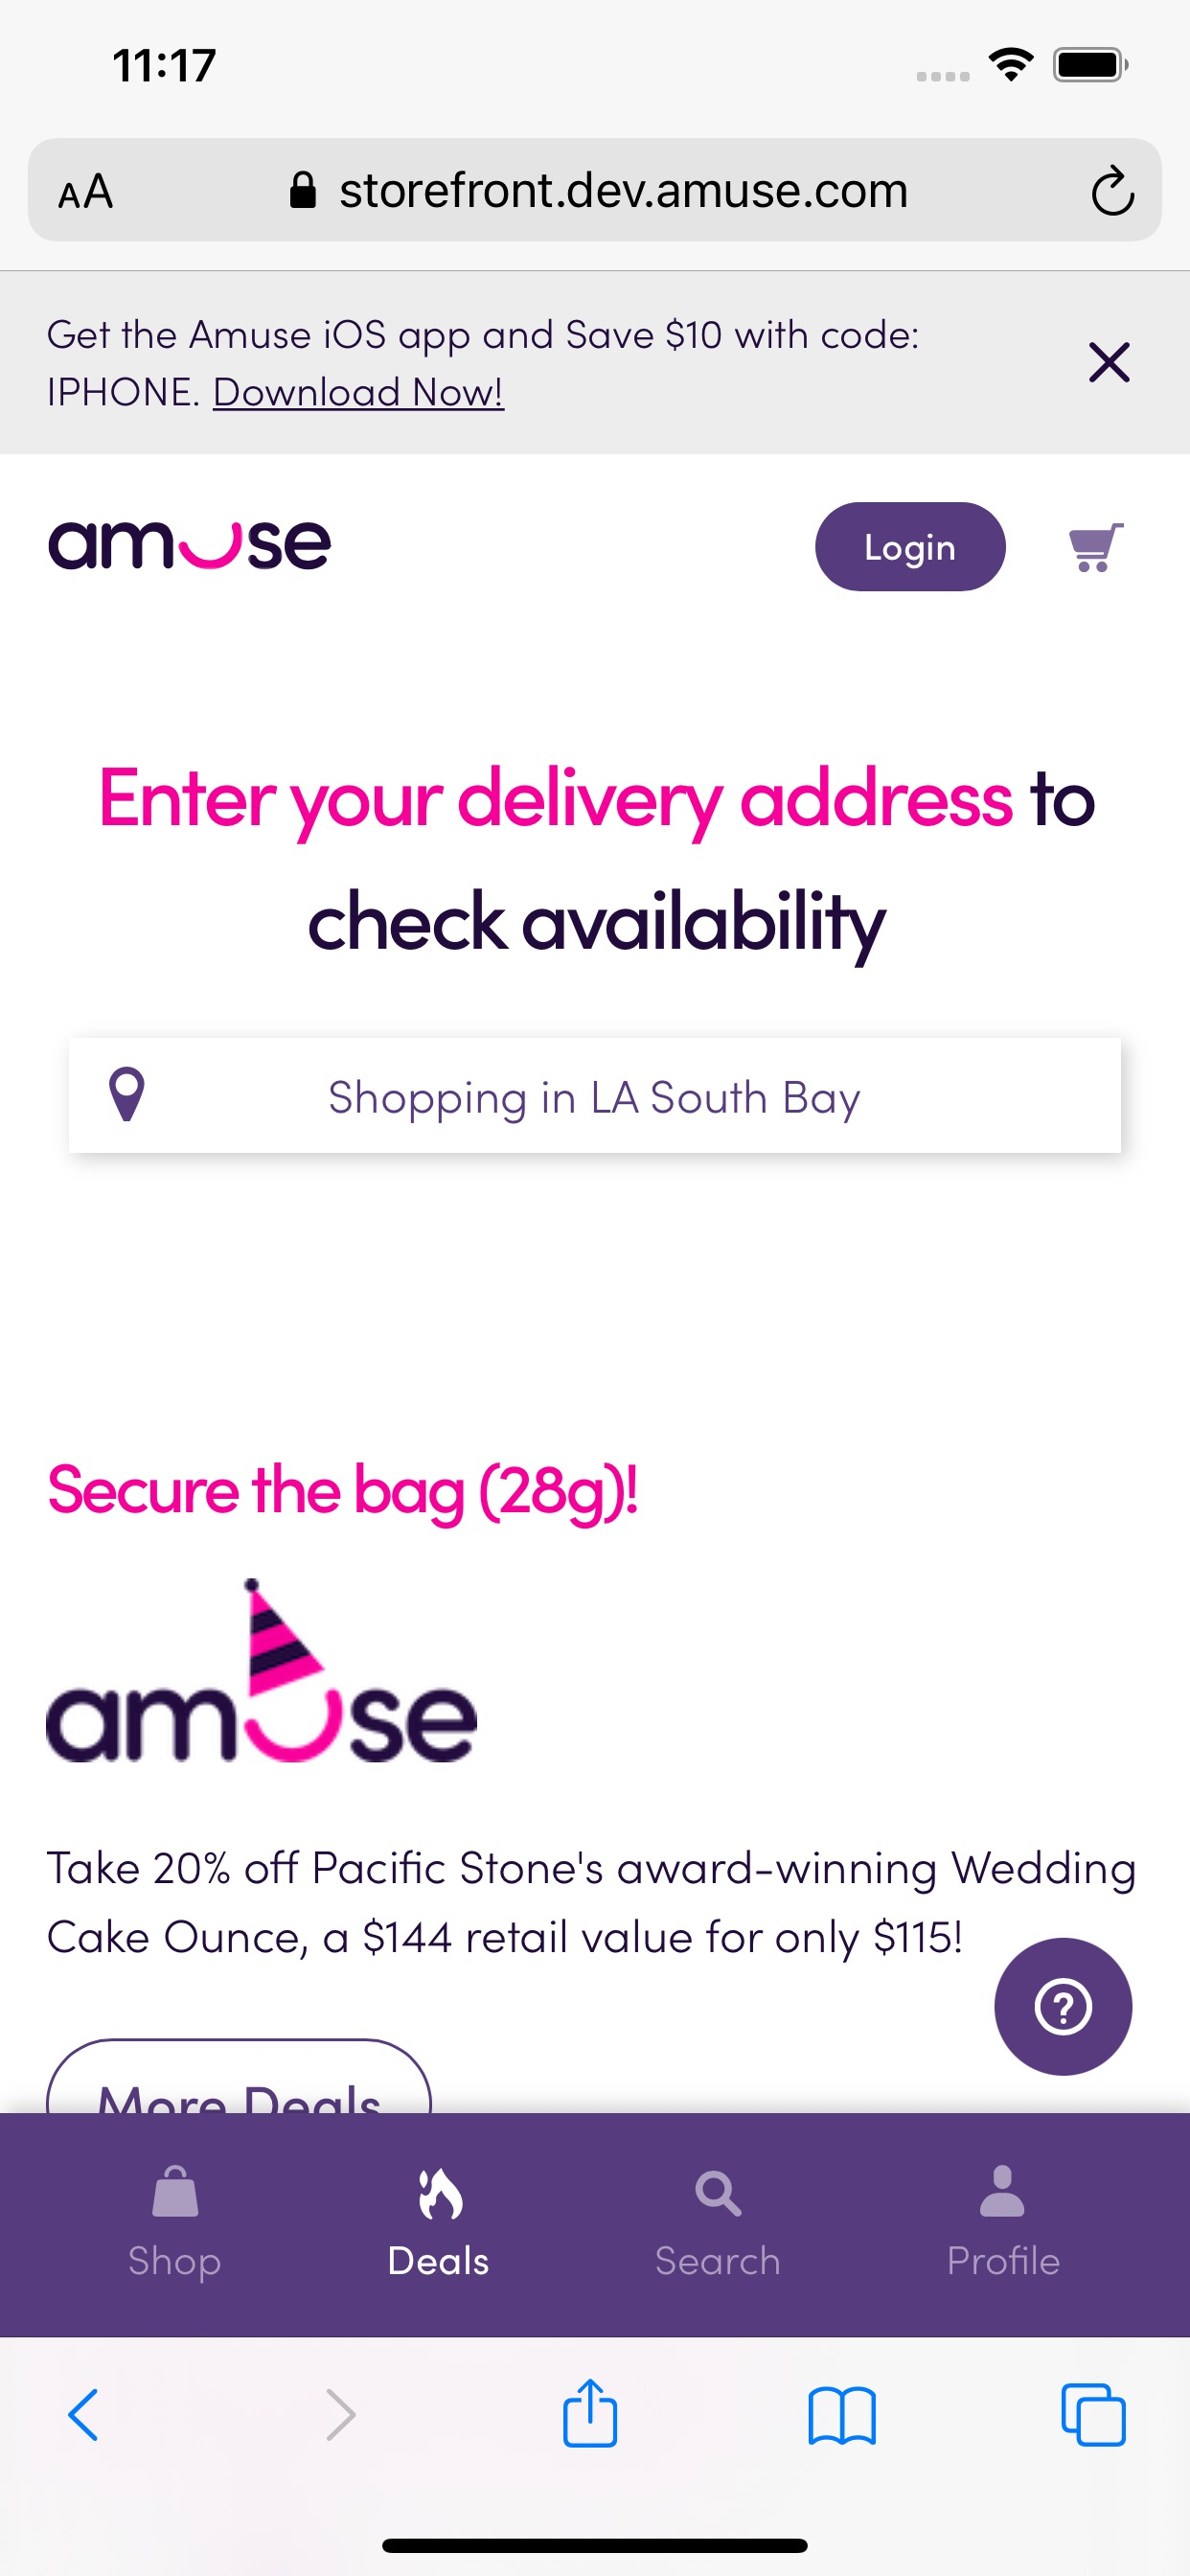 11:17
AA storefront.dev.amuse.com
Get the Amuse iOS app and Save $10 with code:
IPHONE. Download Now!
amuse
Login
Enter your delivery address to
check availability
Shopping in LA South Bay
Secure the bag (28g)!
amuse
Take 20% off Pacific Stone's award-winning Wedding
Cake Ounce, a $144 retail value for only $115!
?
More Deals
Shop Deals Search Profile